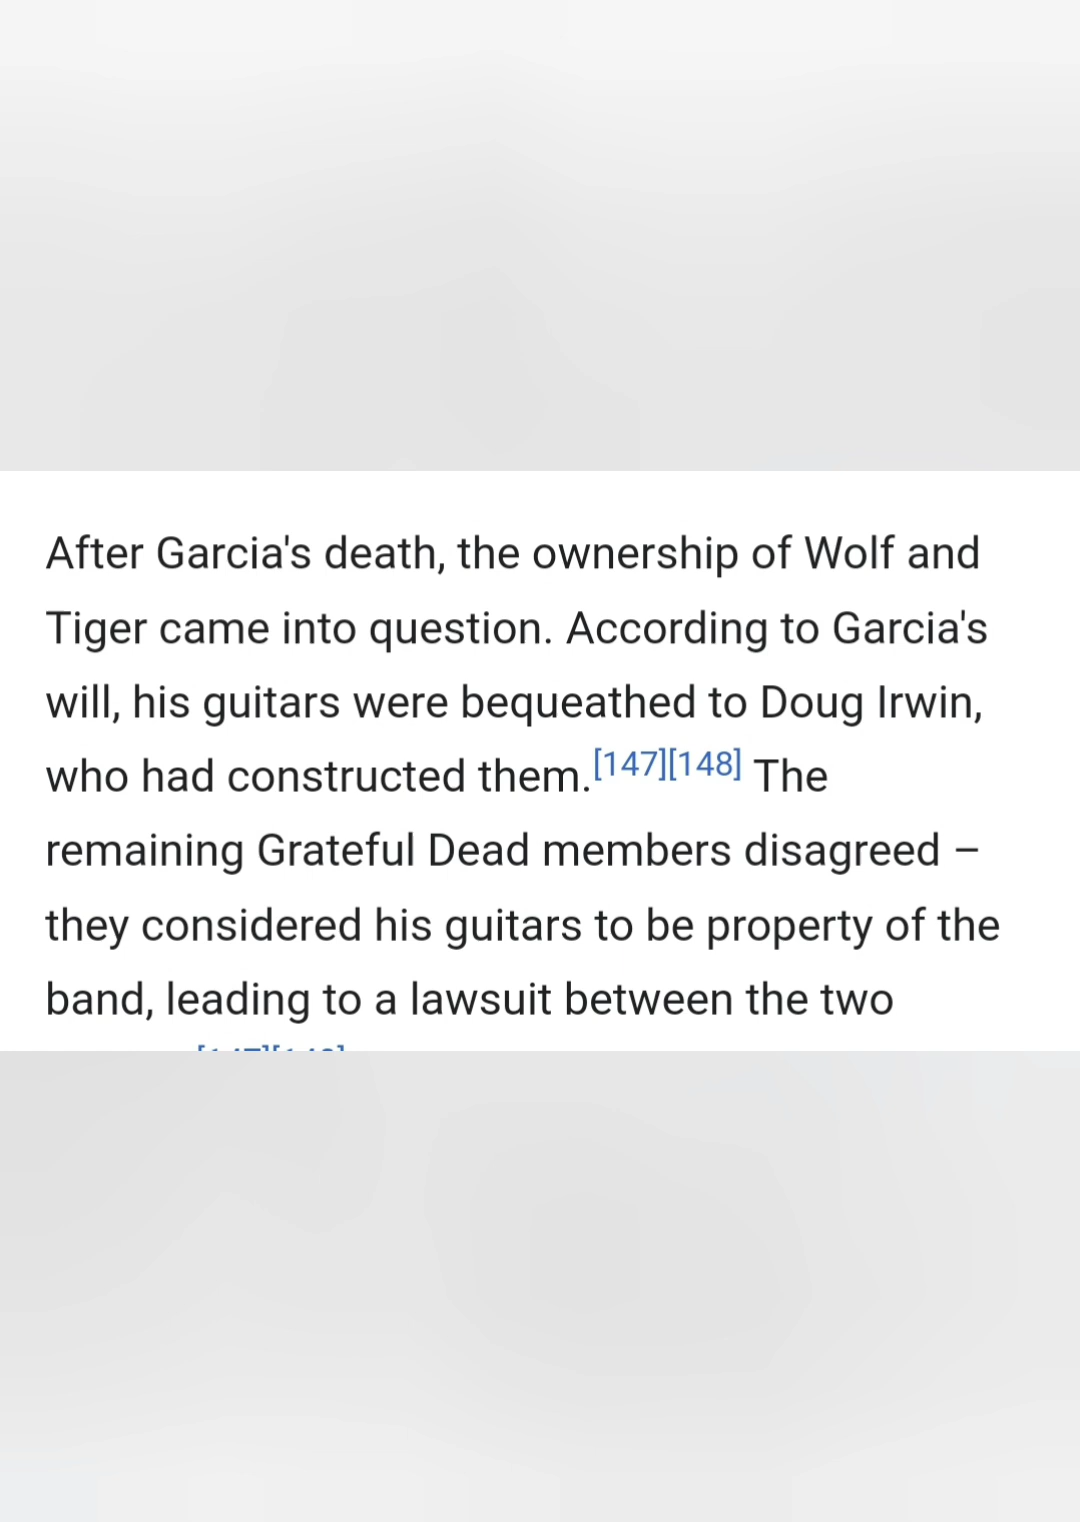 After Garcia's death, the ownership of Wolf and
Tiger came into question. According to Garcia's
will, his guitars were bequeathed to Doug Irwin,
who had constructed them.[147][148] The
remaining Grateful Dead members disagreed –
they considered his guitars to be property of the
band, leading to a lawsuit between the two